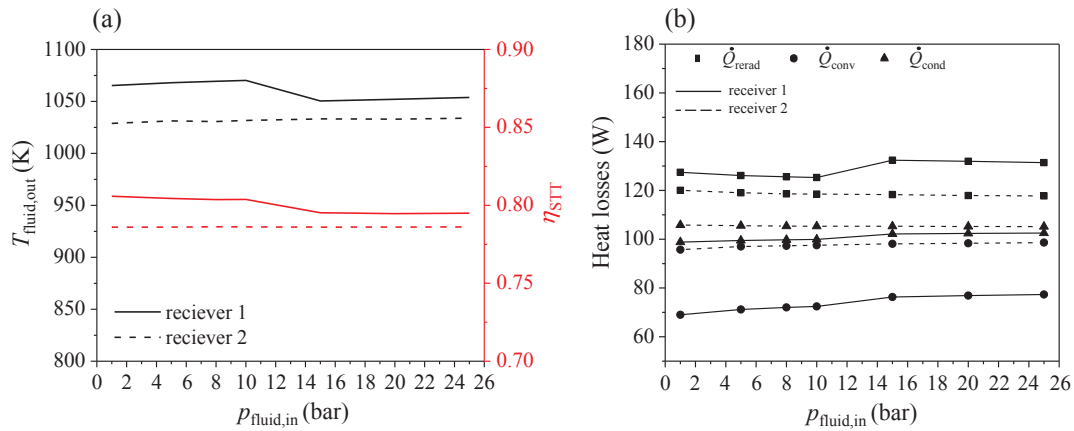 (a)
1100
1050
1000
950
900
850
800
T_fluid,out (K)
0.90
0.85
0.80
0.75
0.70
η_STT
reciever 1
reciever 2
0 2 4 6 8 10 12 14 16 18 20 22 24 26
p_fluid,in (bar)
(b)
180
160
140
120
100
80
60
Heat losses (W)
Q̇_rerad Q̇_conv Q̇_cond
receiver 1
receiver 2
0 2 4 6 8 10 12 14 16 18 20 22 24 26
p_fluid,in (bar)